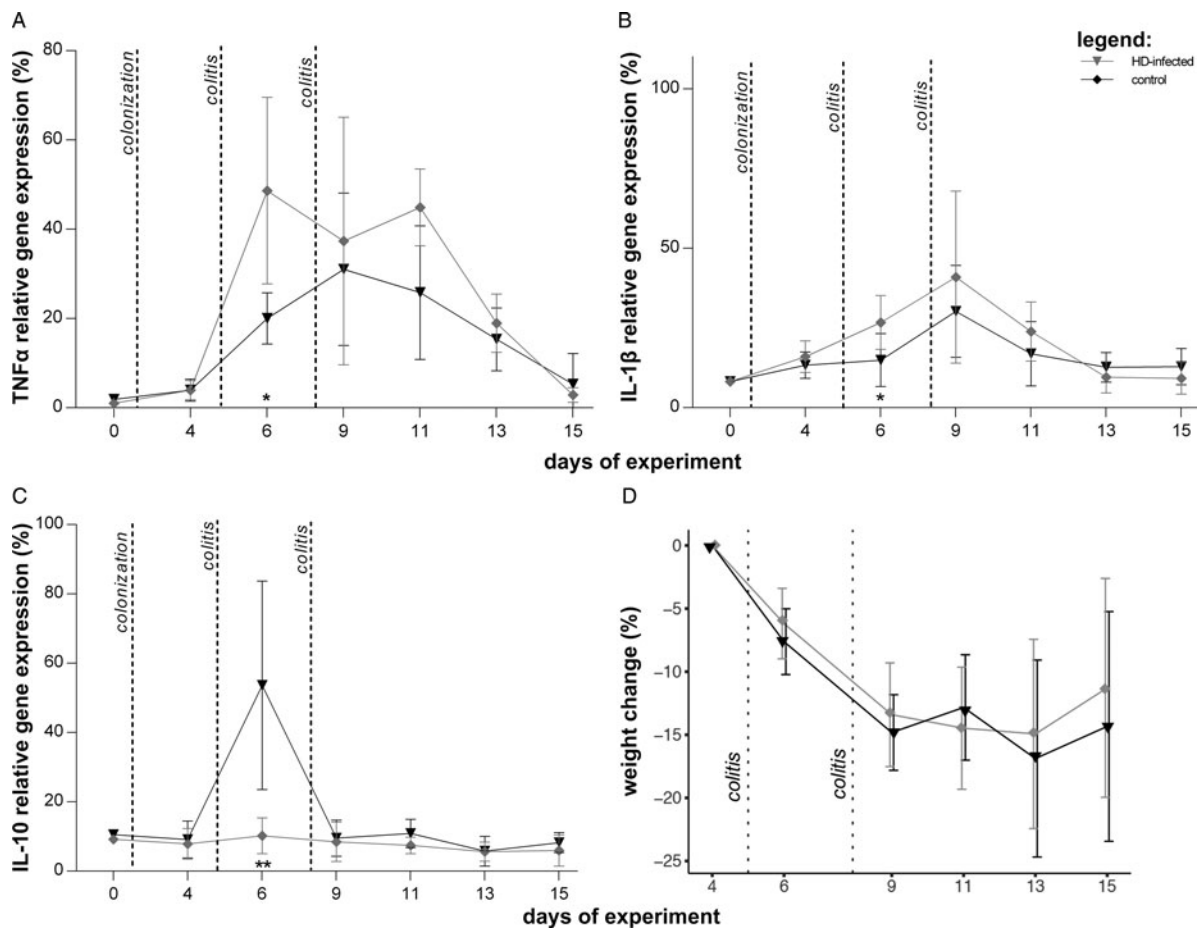 A
TNFα relative gene expression (%)
80
60
40
20
0
colonization
colitis
colitis
*
0 4 6 9 11 13 15
B
legend:
HD-infected
control
IL-1β relative gene expression (%)
100
50
0
colonization
colitis
colitis
*
0 4 6 9 11 13 15
days of experiment
C
IL-10 relative gene expression (%)
100
80
60
40
20
0
colonization
colitis
colitis
**
0 4 6 9 11 13 15
D
weight change (%)
0
−5
−10
−15
−20
−25
colitis
colitis
4 6 9 11 13 15
days of experiment